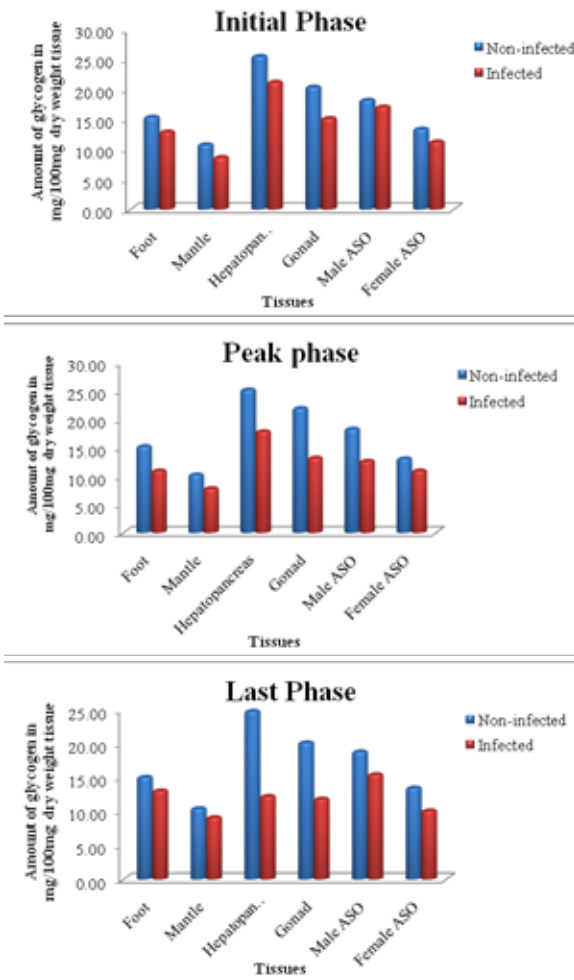 Initial Phase
Amount of glycogen in
mg/100mg dry weight tissue
30.00
25.00
20.00
15.00
10.00
5.00
0.00
Non-infected
Infected
Foot
Mantle
Hepatopan..
Gonad
Male ASO
Female ASO
Tissues
Peak phase
Amount of glycogen in
mg/100mg dry weight tissue
30.00
25.00
20.00
15.00
10.00
5.00
0.00
Non-infected
Infected
Foot
Mantle
Hepatopancreas
Gonad
Male ASO
Female ASO
Tissues
Last Phase
Amount of glycogen in
mg/100mg dry weight tissue
25.00
20.00
15.00
10.00
5.00
0.00
Non-infected
Infected
Foot
Mantle
Hepatopan..
Gonad
Male ASO
Female ASO
Tissues